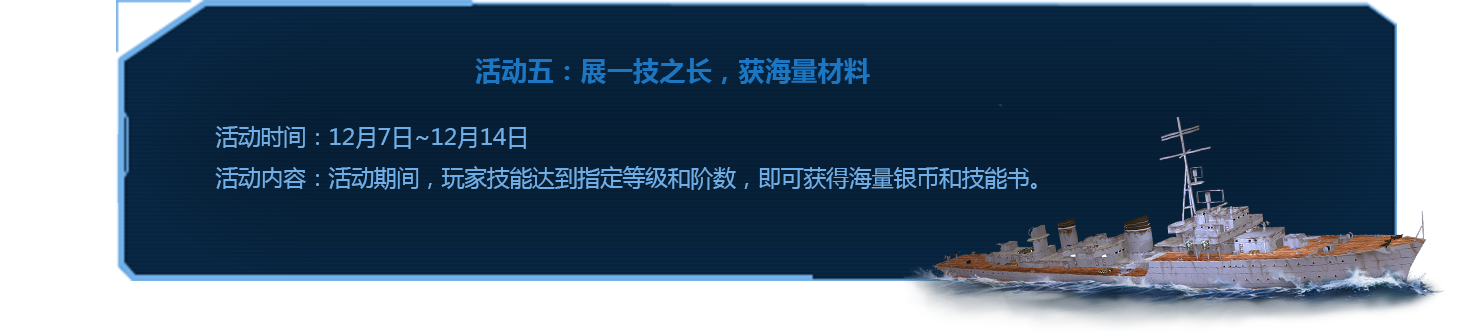 活动五：展一技之长，获海量材料
活动时间：12月7日~12月14日
活动内容：活动期间，玩家技能达到指定等级和阶数，即可获得海量银币和技能书。